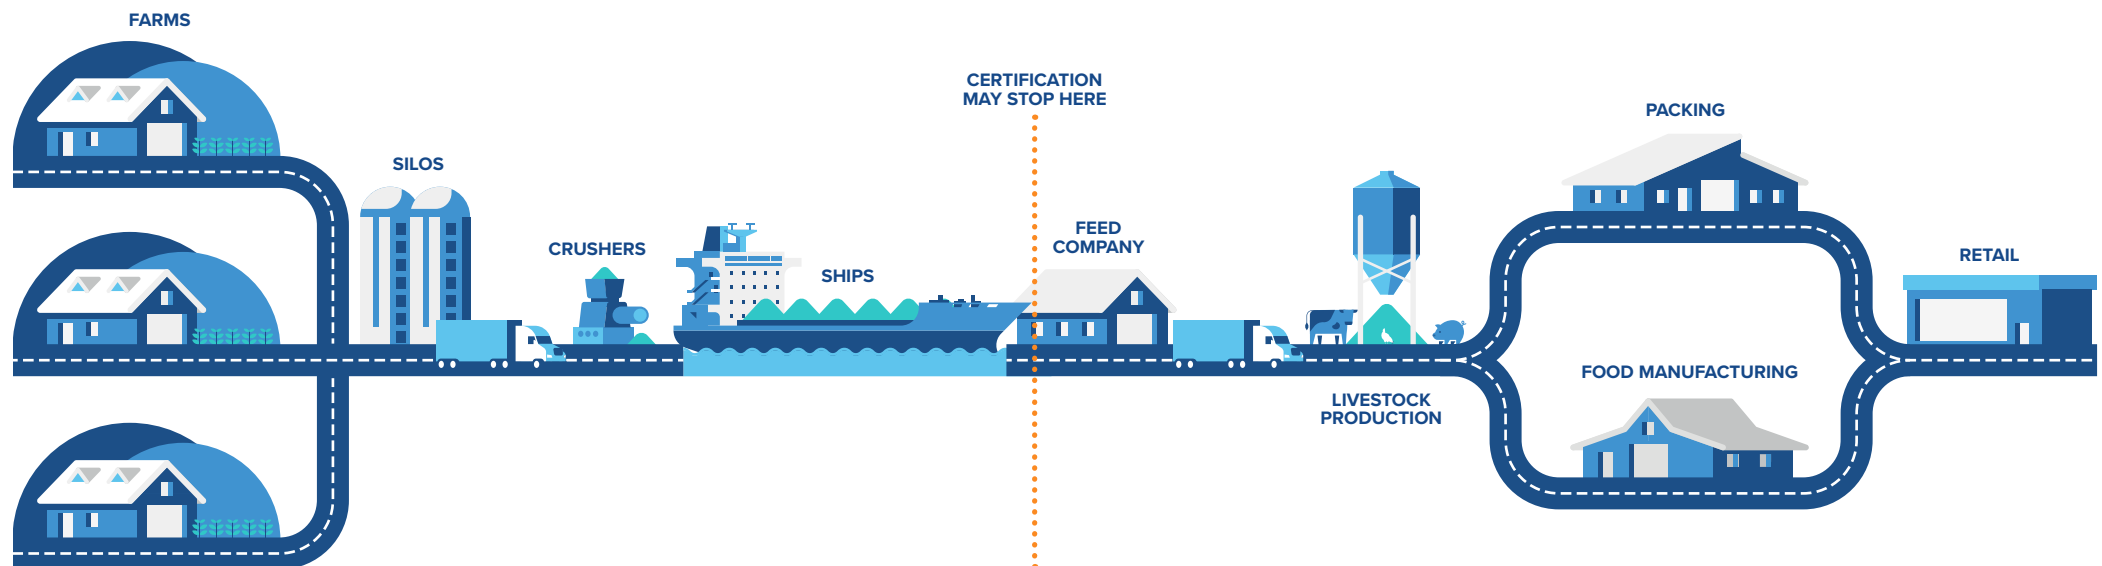 FARMS
SILOS
CRUSHERS
SHIPS
CERTIFICATION
MAY STOP HERE
FEED
COMPANY
LIVESTOCK
PRODUCTION
PACKING
FOOD MANUFACTURING
RETAIL